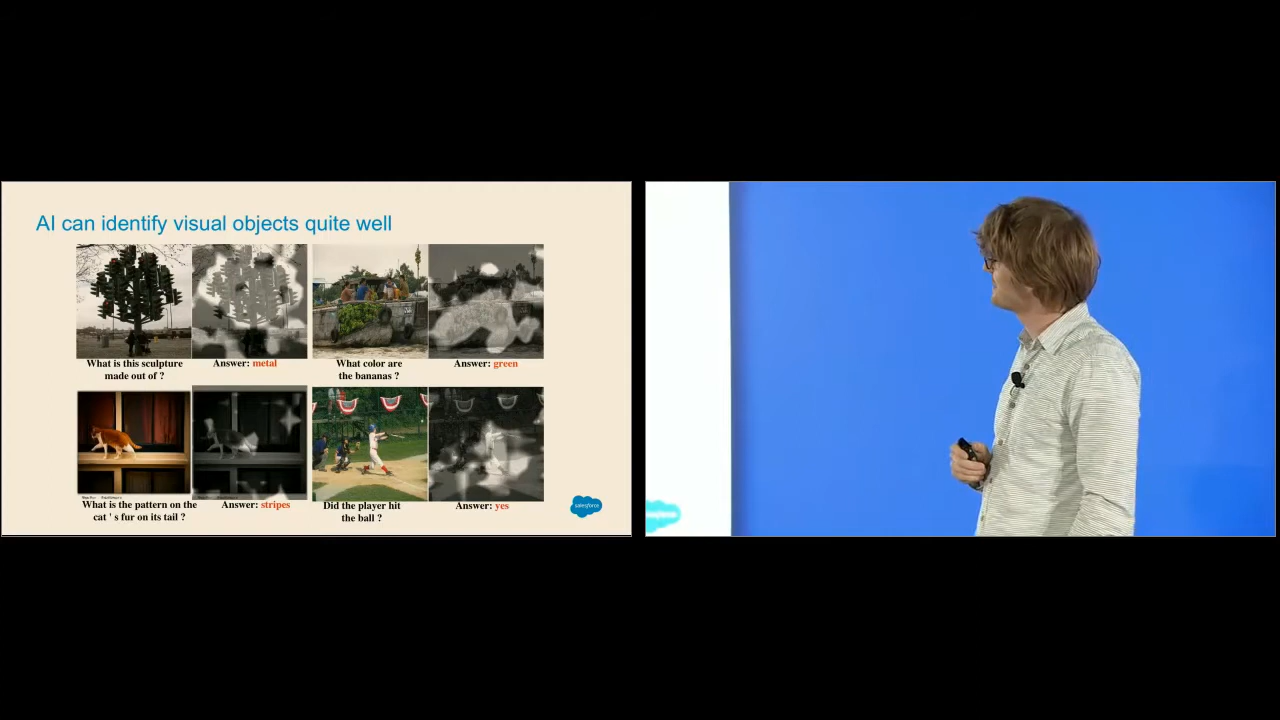 AI can identify visual objects quite well
What is this sculpture
made out of ?
Answer: metal
What color are
the bananas ?
Answer: green
What is the pattern on the
cat ' s fur on its tail ?
Answer: stripes
Did the player hit
the ball ?
Answer: yes
salesforce